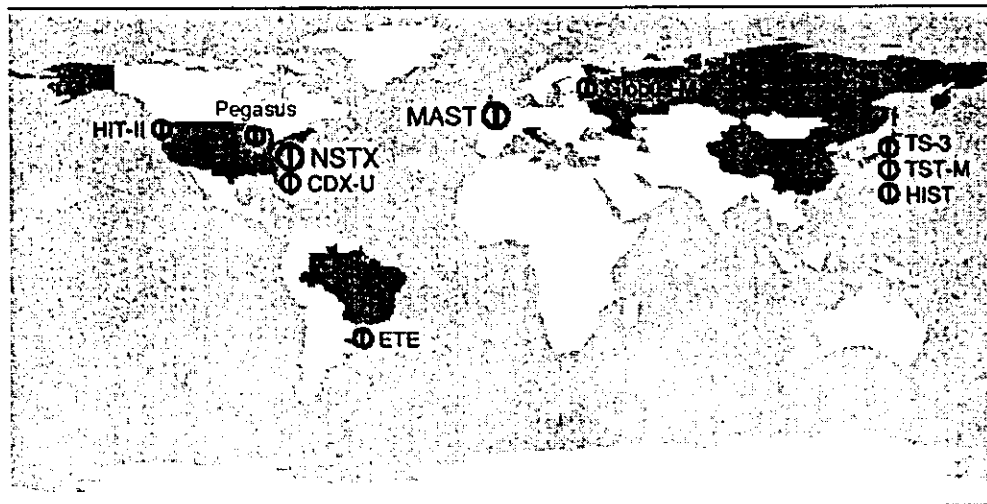 Pegasus
HIT-II
NSTX
CDX-U
MAST
Globus-M
TS-3
TST-M
HIST
ETE